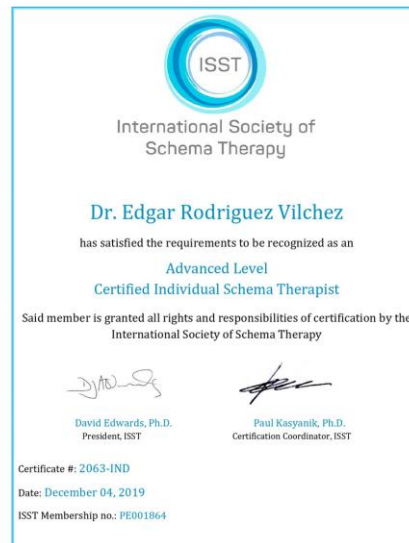 ISST
International Society of
Schema Therapy
Dr. Edgar Rodriguez Vilchez
has satisfied the requirements to be recognized as an
Advanced Level
Certified Individual Schema Therapist
Said member is granted all rights and responsibilities of certification by the
International Society of Schema Therapy
David Edwards, Ph.D.
President, ISST
Paul Kasyanik, Ph.D.
Certification Coordinator, ISST
Certificate #: 2063-IND
Date: December 04, 2019
ISST Membership no.: PE001864